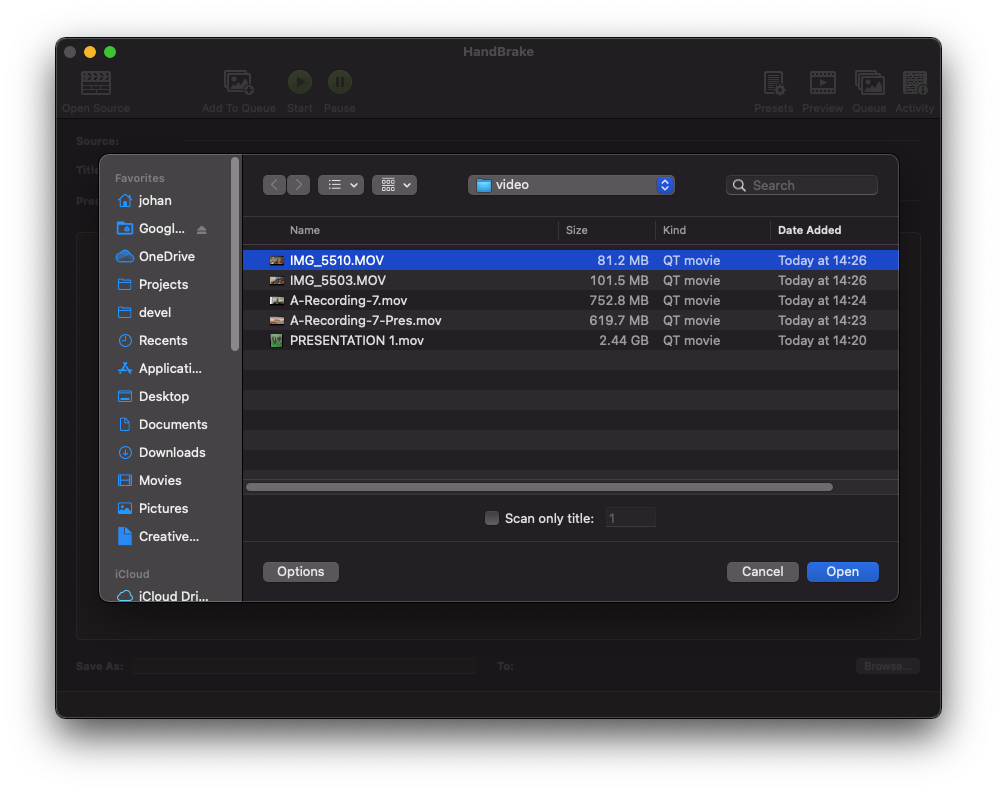 HandBrake
Open Source
Add To Queue
Start
Pause
Presets
Preview
Queue
Activity
Source:
Favorites
johan
Googl...
OneDrive
Projects
devel
Recents
Applicati...
Desktop
Documents
Downloads
Movies
Pictures
Creative...
iCloud
iCloud Dri...
video
Search
Name Size Kind Date Added
IMG_5510.MOV 81.2 MB QT movie Today at 14:26
IMG_5503.MOV 101.5 MB QT movie Today at 14:26
A-Recording-7.mov 752.8 MB QT movie Today at 14:24
A-Recording-7-Pres.mov 619.7 MB QT movie Today at 14:23
PRESENTATION 1.mov 2.44 GB QT movie Today at 14:20
Scan only title: 1
Options
Cancel
Open
Save As:
To:
Browse...